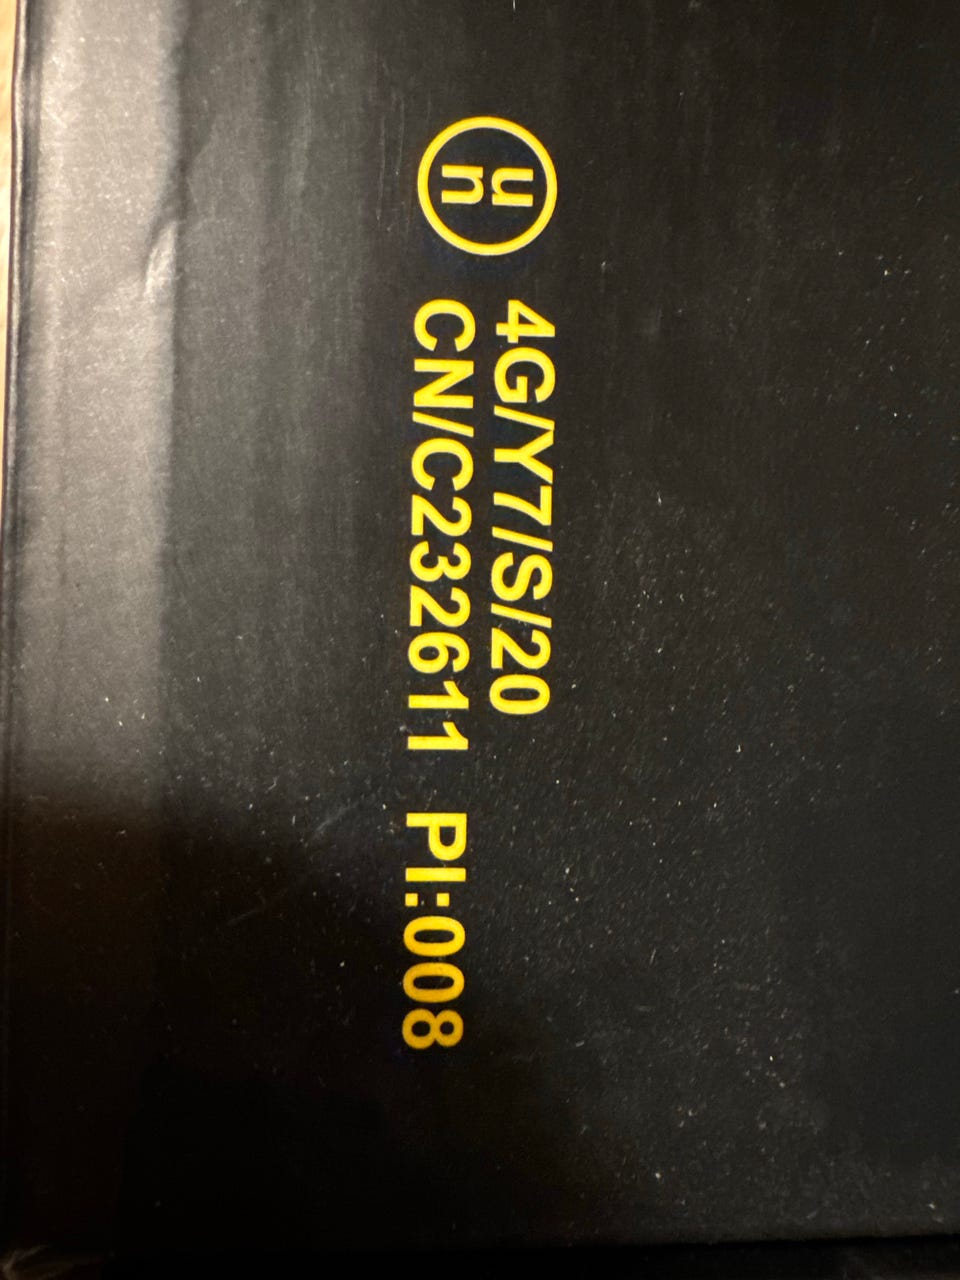 u
n
4G/Y7/S/20
CN/C232611 PI:008